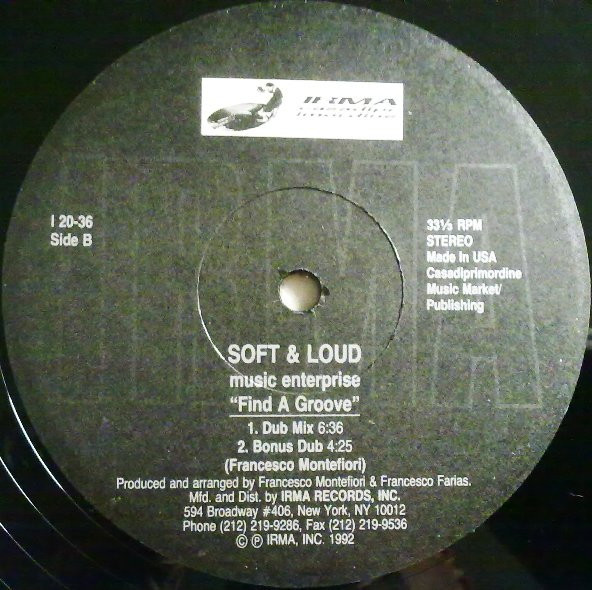 IRMA
casadipr
imordine
IRMA
I 20-36
Side B
33⅓ RPM
STEREO
Made In USA
Casadiprimordine
Music Market/
Publishing
SOFT & LOUD
music enterprise
"Find A Groove"
1. Dub Mix 6:36
2. Bonus Dub 4:25
(Francesco Montefiori)
Produced and arranged by Francesco Montefiori & Francesco Farias.
Mfd. and Dist. by IRMA RECORDS, INC.
594 Broadway #406, New York, NY 10012
Phone (212) 219-9286, Fax (212) 219-9536
© ℗ IRMA, INC. 1992